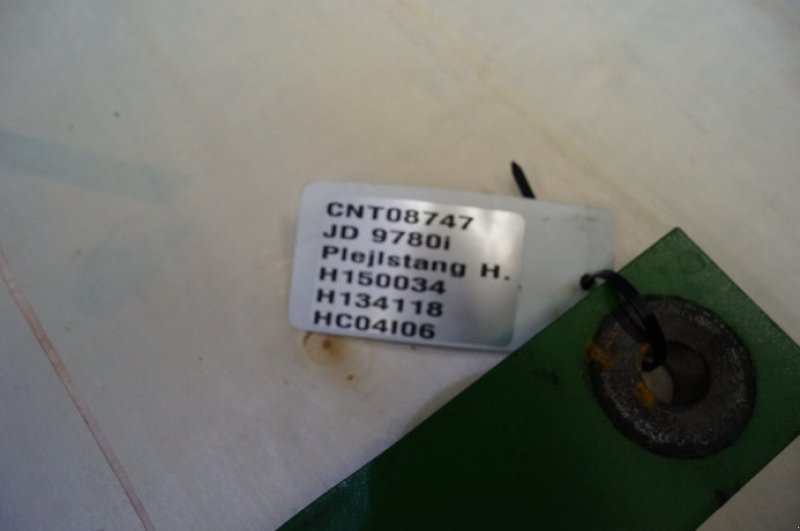 CNT08747
JD 9780i
Plejlstang H.
H150034
H134118
HC04I06